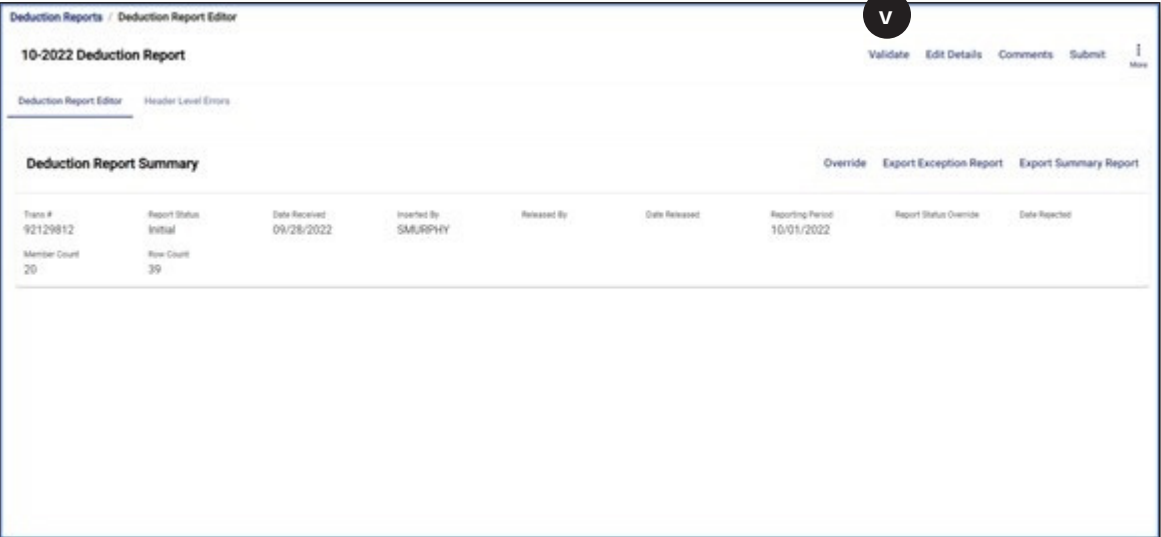 Deduction Reports / Deduction Report Editor
v
10-2022 Deduction Report
Validate Edit Details Comments Submit
More
Deduction Report Editor Header Level Errors
Deduction Report Summary
Override Export Exception Report Export Summary Report
Trans # Report Status Date Received Inserted By Released By Date Released Reporting Period Report Status Override Date Rejected
92129812 Initial 09/28/2022 SMURPHY 10/01/2022
Member Count Row Count
20 39